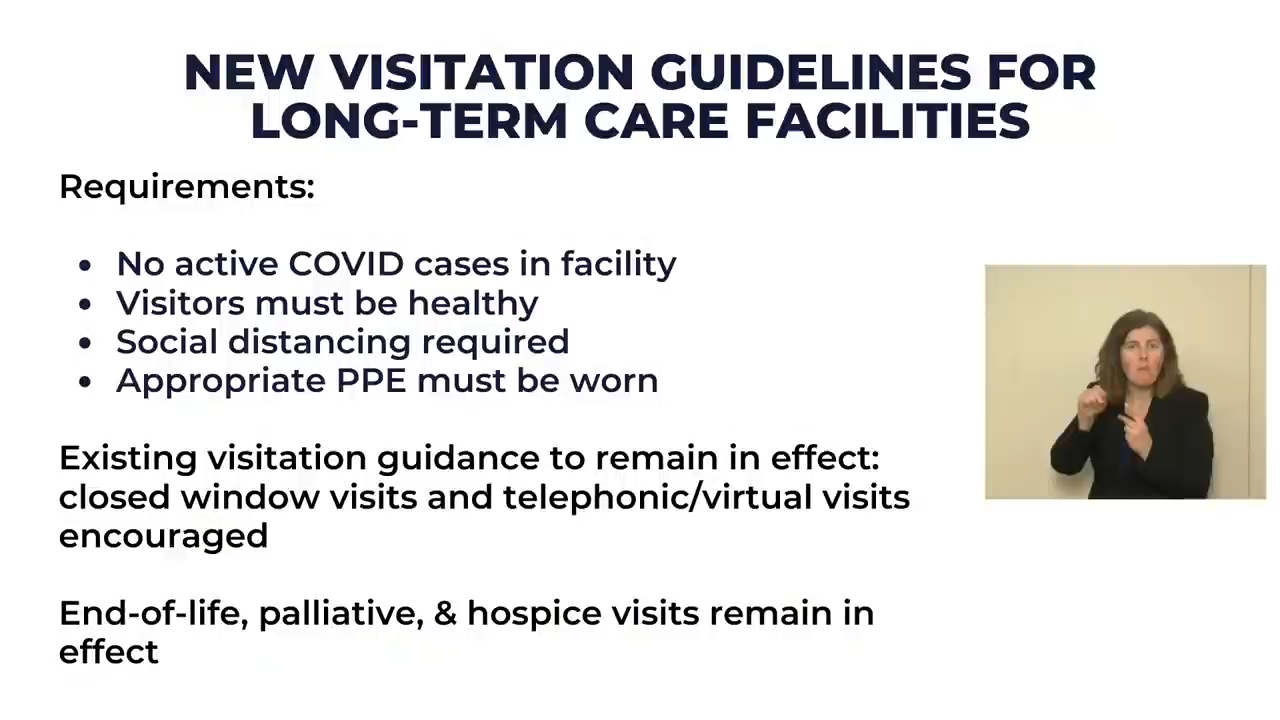 NEW VISITATION GUIDELINES FOR
LONG-TERM CARE FACILITIES
Requirements:
• No active COVID cases in facility
• Visitors must be healthy
• Social distancing required
• Appropriate PPE must be worn
Existing visitation guidance to remain in effect:
closed window visits and telephonic/virtual visits
encouraged
End-of-life, palliative, & hospice visits remain in
effect